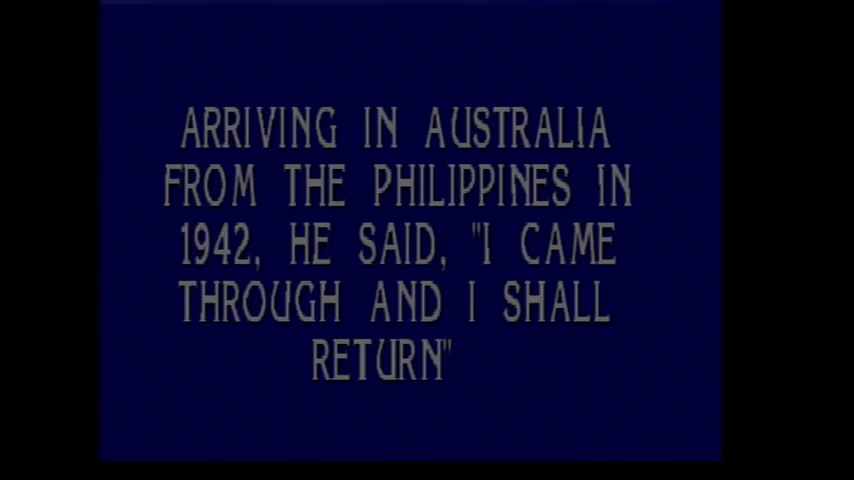 ARRIVING IN AUSTRALIA
FROM THE PHILIPPINES IN
1942, HE SAID, "I CAME
THROUGH AND I SHALL
RETURN"